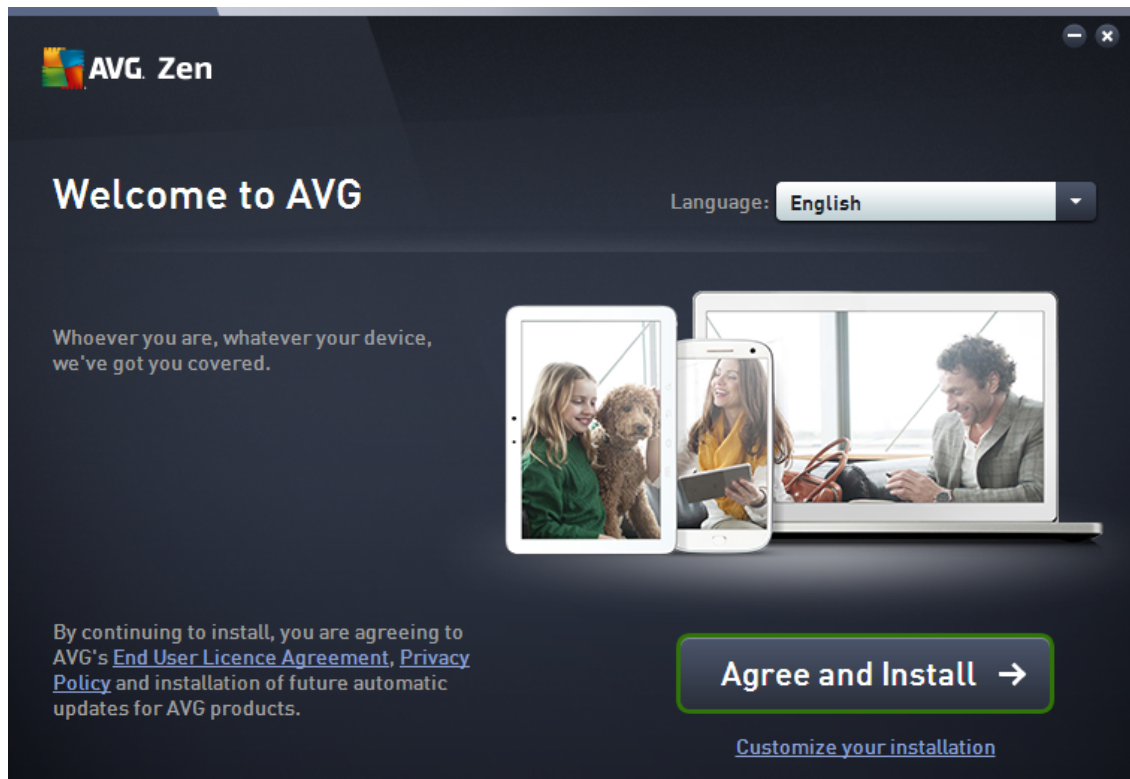 AVG Zen
Welcome to AVG
Language: English
Whoever you are, whatever your device,
we've got you covered.
By continuing to install, you are agreeing to
AVG's End User Licence Agreement, Privacy
Policy and installation of future automatic
updates for AVG products.
Agree and Install →
Customize your installation